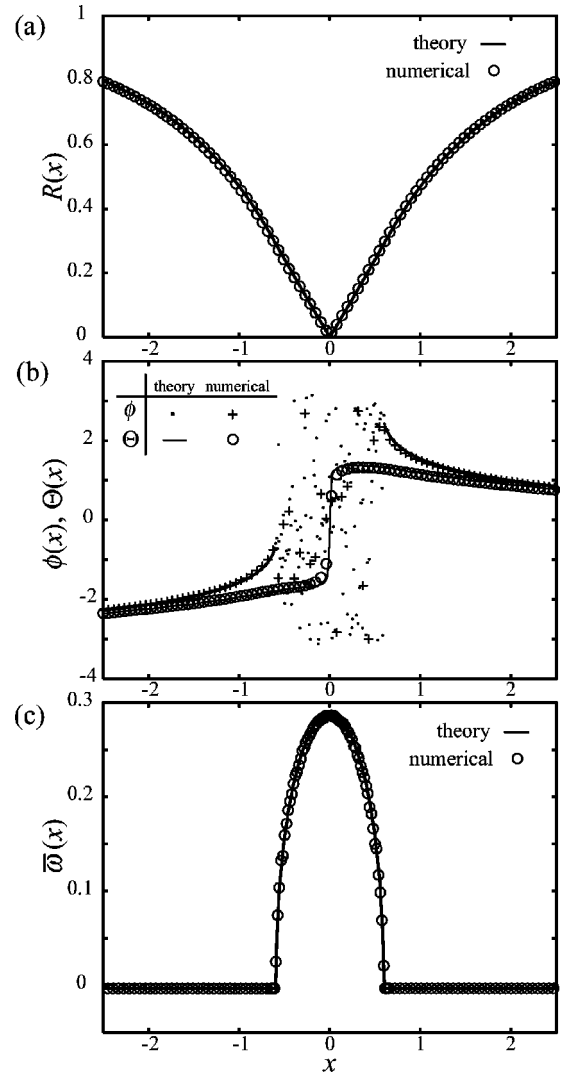 (a)
1
0.8
0.6
0.4
0.2
0
R(x)
theory
numerical
-2 -1 0 1 2
(b)
4
2
0
-2
-4
ϕ(x), Θ(x)
theory numerical
ϕ
Θ
-2 -1 0 1 2
(c)
0.3
0.2
0.1
0
ω̅(x)
theory
numerical
-2 -1 0 1 2
x